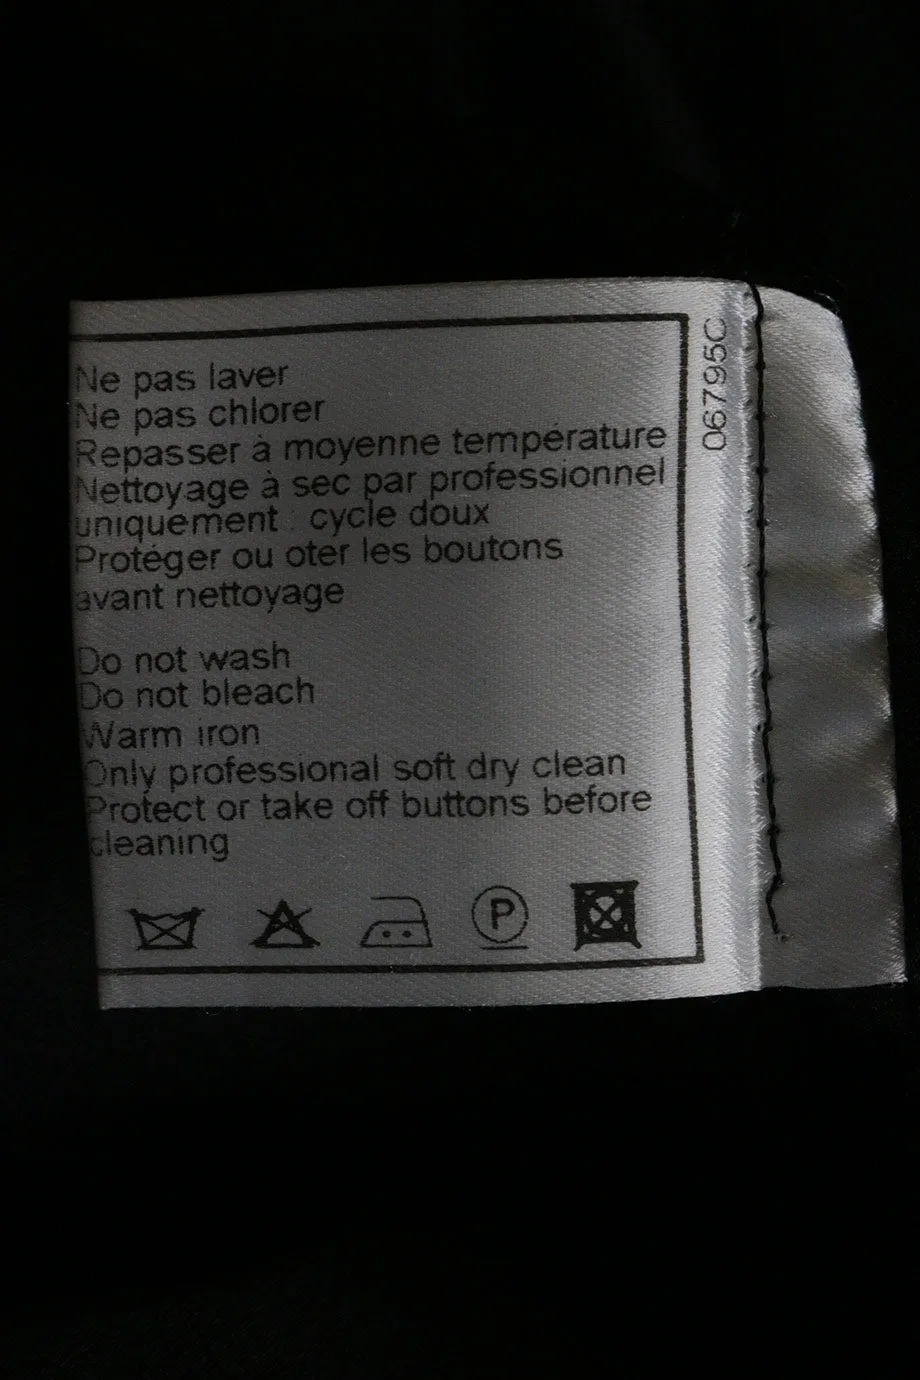 Ne pas laver
Ne pas chlorer
Repasser à moyenne température
Nettoyage à sec par professionnel
uniquement : cycle doux
Protéger ou oter les boutons
avant nettoyage
Do not wash
Do not bleach
Warm iron
Only professional soft dry clean
Protect or take off buttons before
cleaning
P
06795C